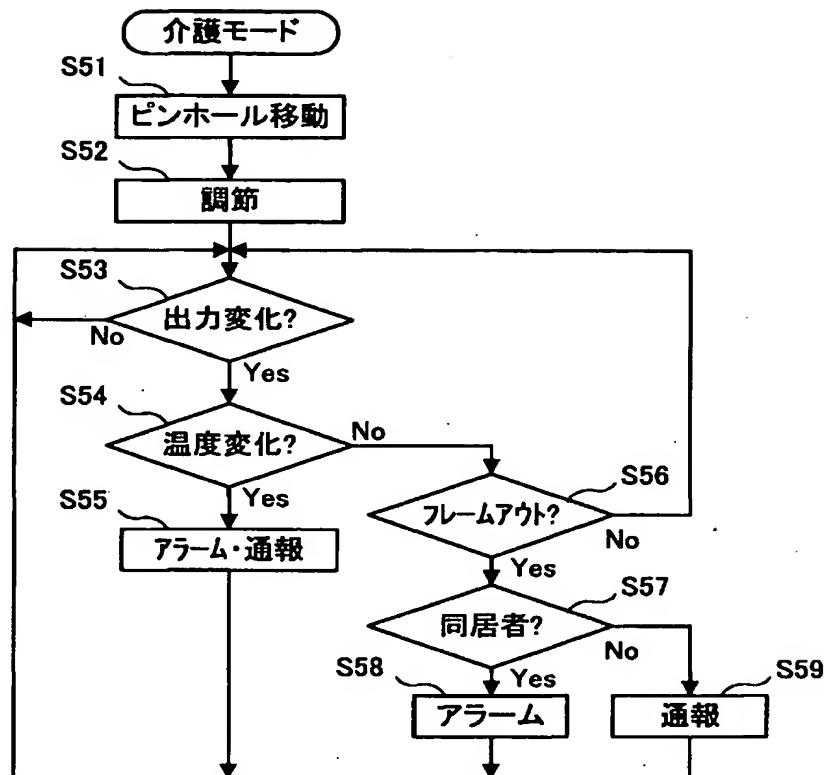 介護モード
S51
ピンホール移動
S52
調節
S53
出力変化?
No
Yes
S54
温度変化?
No
Yes
S55
アラーム・通報
S56
フレームアウト?
No
Yes
S57
同居者?
No
Yes
S58
アラーム
S59
通報